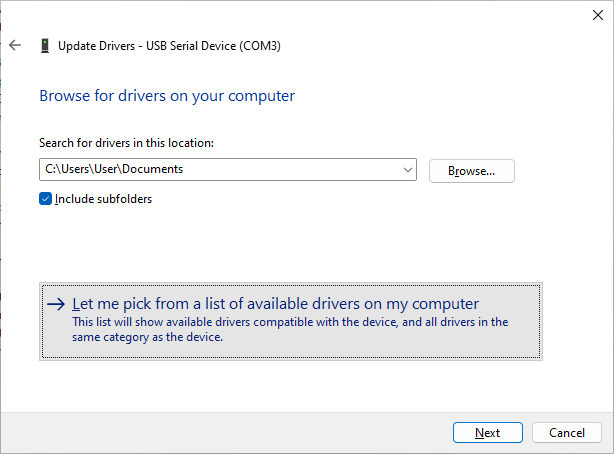 Update Drivers - USB Serial Device (COM3)
Browse for drivers on your computer
Search for drivers in this location:
C:\Users\User\Documents
Browse...
Include subfolders
Let me pick from a list of available drivers on my computer
This list will show available drivers compatible with the device, and all drivers in the
same category as the device.
Next
Cancel